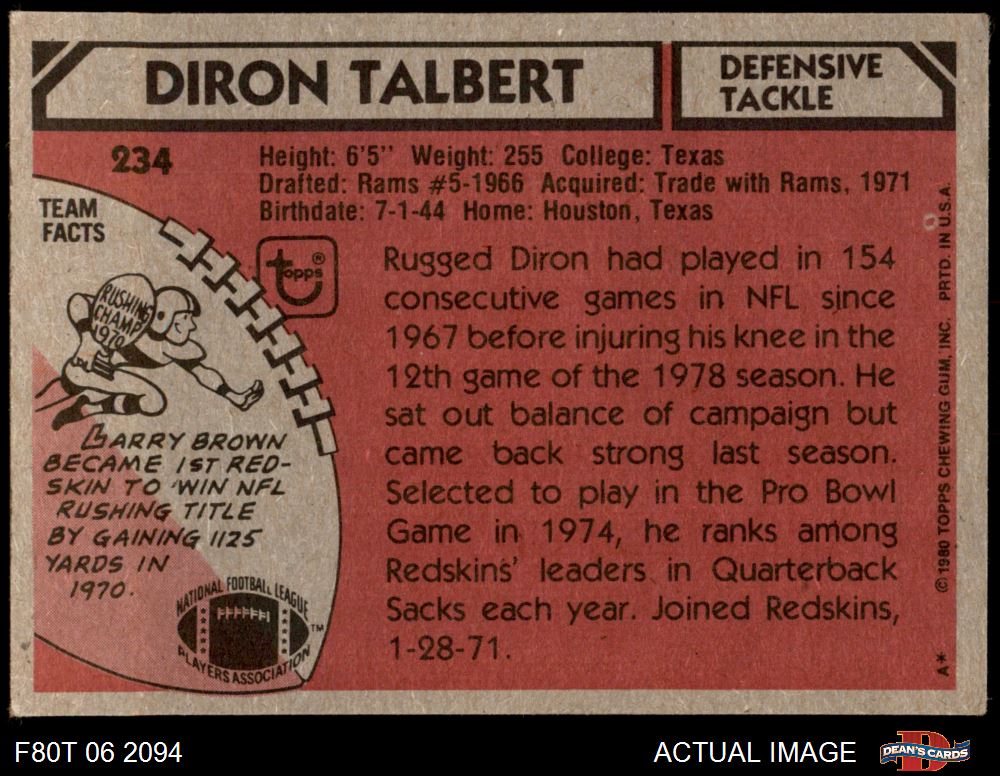 DIRON TALBERT
DEFENSIVE
TACKLE
234
Height: 6'5'' Weight: 255 College: Texas
Drafted: Rams #5-1966 Acquired: Trade with Rams, 1971
Birthdate: 7-1-44 Home: Houston, Texas
TEAM
FACTS
topps®
RUSHING
CHAMP
1970
LARRY BROWN
BECAME 1ST RED-
SKIN TO WIN NFL
RUSHING TITLE
BY GAINING 1125
YARDS IN
1970.
NATIONAL FOOTBALL LEAGUE
PLAYERS ASSOCIATION
TM
Rugged Diron had played in 154
consecutive games in NFL since
1967 before injuring his knee in the
12th game of the 1978 season. He
sat out balance of campaign but
came back strong last season.
Selected to play in the Pro Bowl
Game in 1974, he ranks among
Redskins' leaders in Quarterback
Sacks each year. Joined Redskins,
1-28-71.
A* © 1980 TOPPS CHEWING GUM, INC. PRTD. IN U.S.A.
F80T 06 2094
ACTUAL IMAGE
D
DEAN'S CARDS